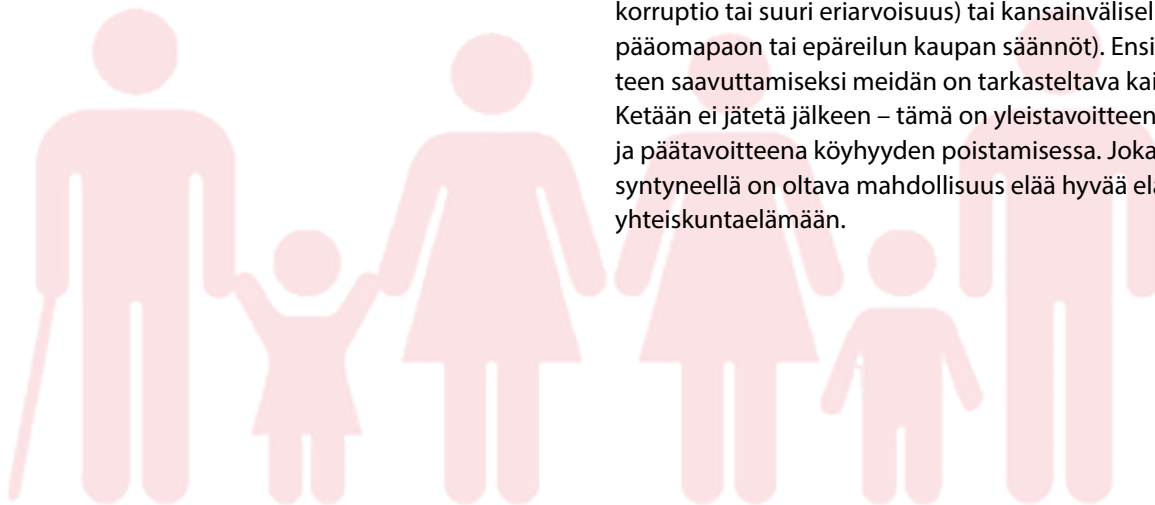 korruptio tai suuri eriarvoisuus) tai kansainvälisel
pääomapaon tai epäreilun kaupan säännöt). Ensi
teen saavuttamiseksi meidän on tarkasteltava kai
Ketään ei jätetä jälkeen – tämä on yleistavoitteen
ja päätavoitteena köyhyyden poistamisessa. Joka
syntyneellä on oltava mahdollisuus elää hyvää elä
yhteiskuntaelämään.